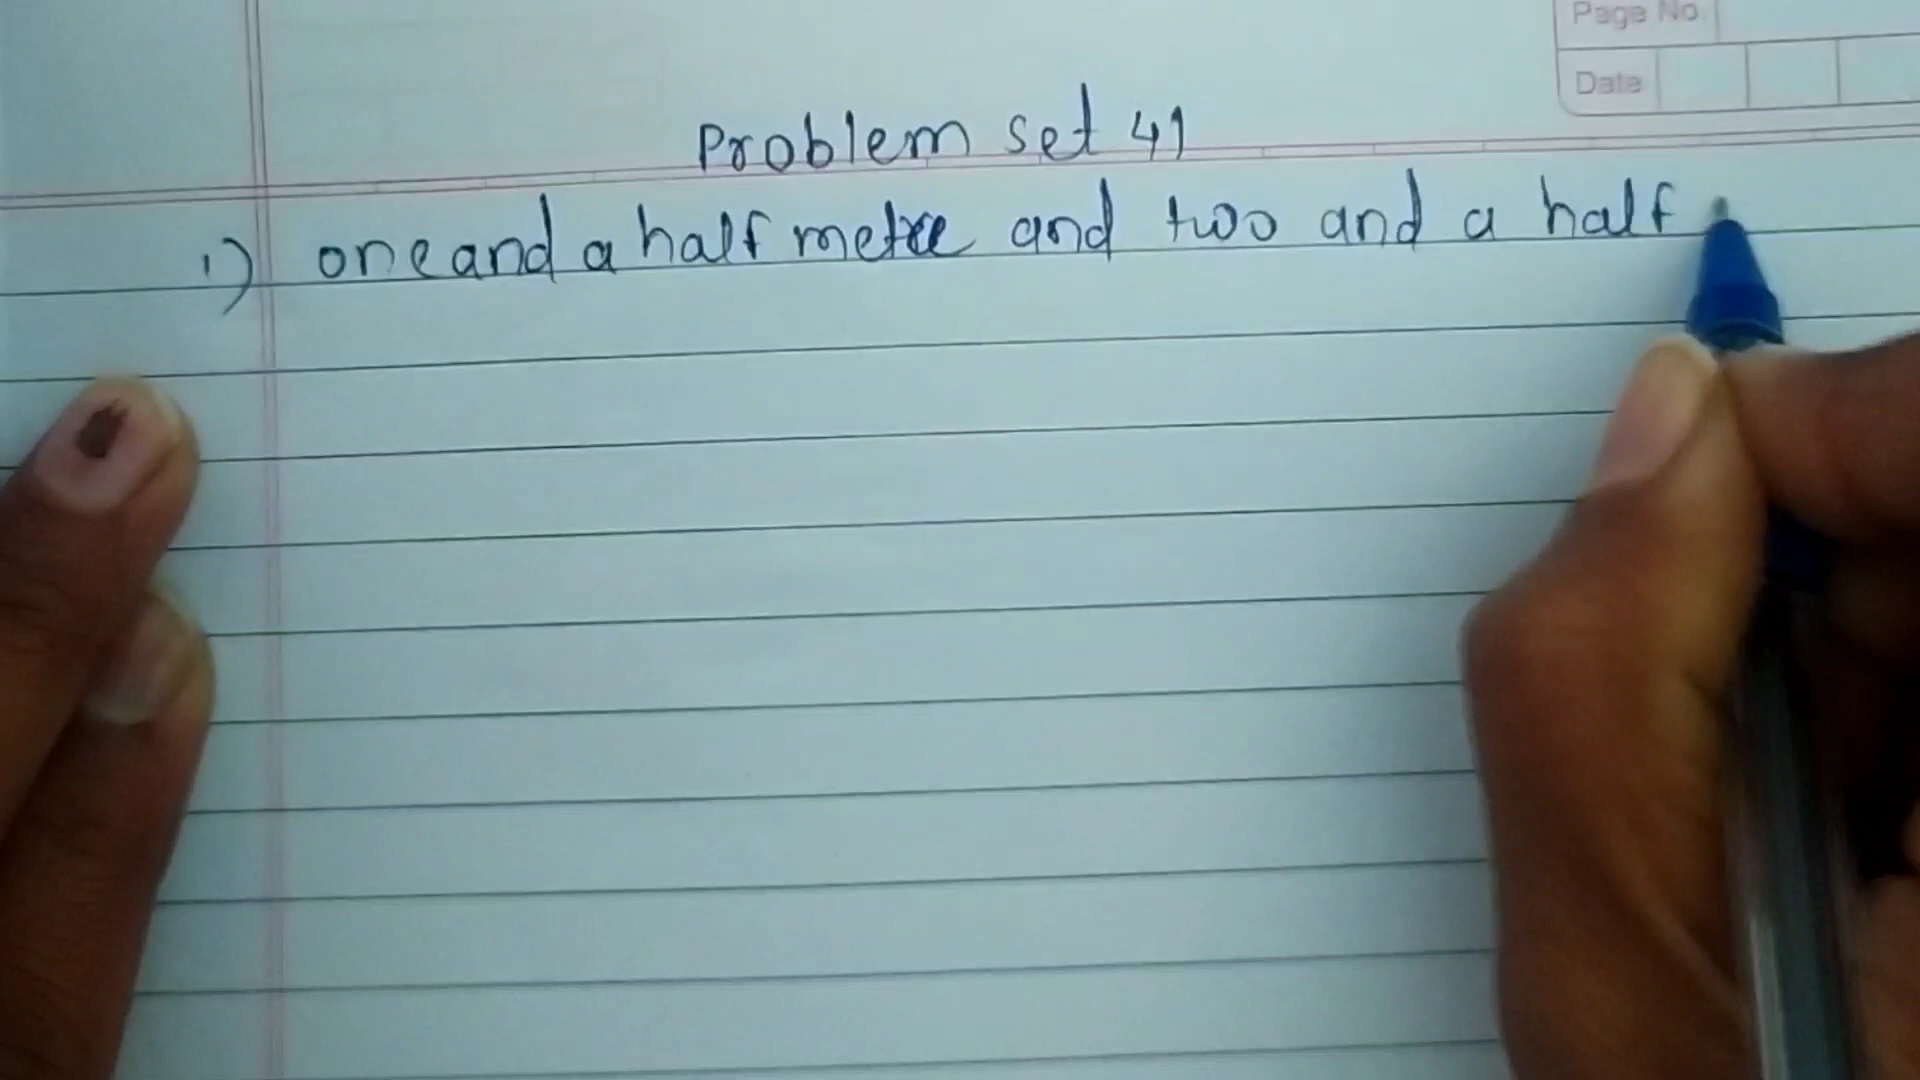 Page No.
Date
Problem set 41
1) one and a half metre and two and a half